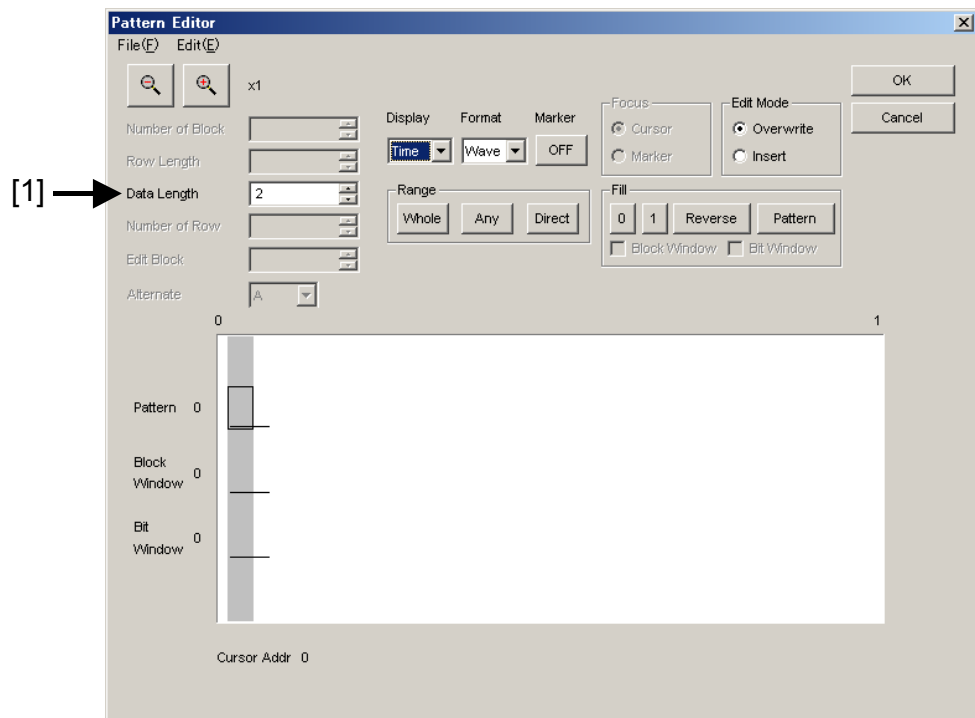 Pattern Editor
File(F) Edit(E)
x1
OK
Cancel
Number of Block
Row Length
[1]
Data Length 2
Number of Row
Edit Block
Alternate A
Display Format Marker
Time Wave OFF
Range
Whole Any Direct
Focus
Cursor
Marker
Edit Mode
Overwrite
Insert
Fill
0 1 Reverse Pattern
Block Window Bit Window
0 1
Pattern 0
Block
Window 0
Bit
Window 0
Cursor Addr 0